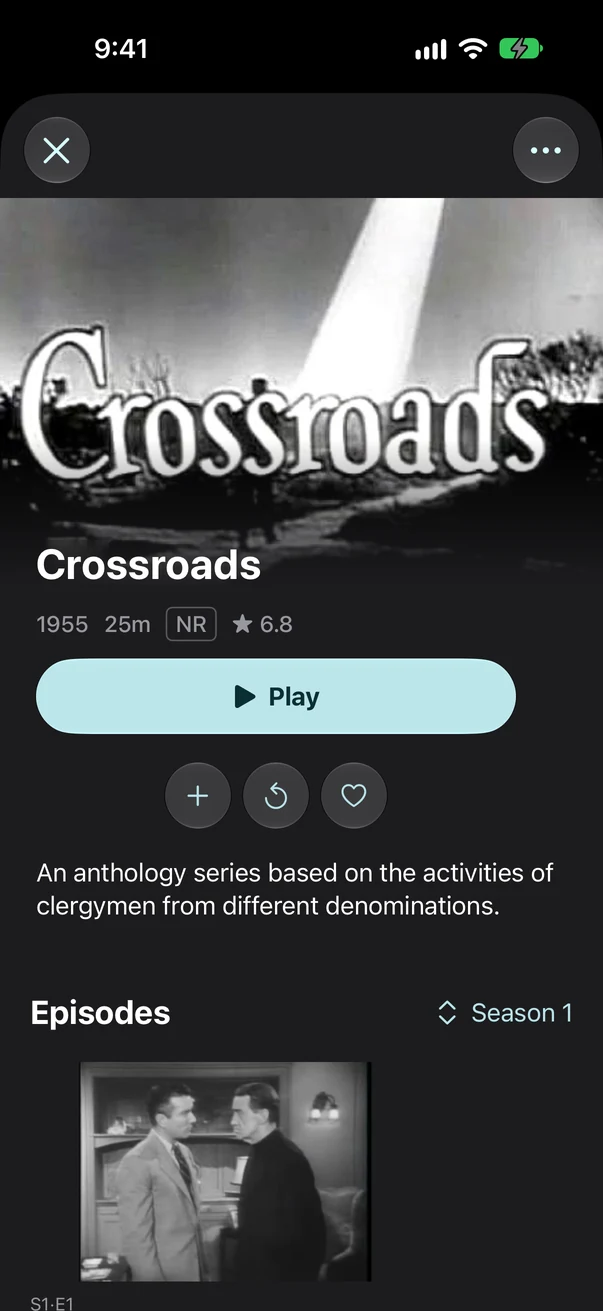 9:41
Crossroads
Crossroads
1955 25m NR ★ 6.8
Play
An anthology series based on the activities of
clergymen from different denominations.
Episodes
Season 1
S1·E1